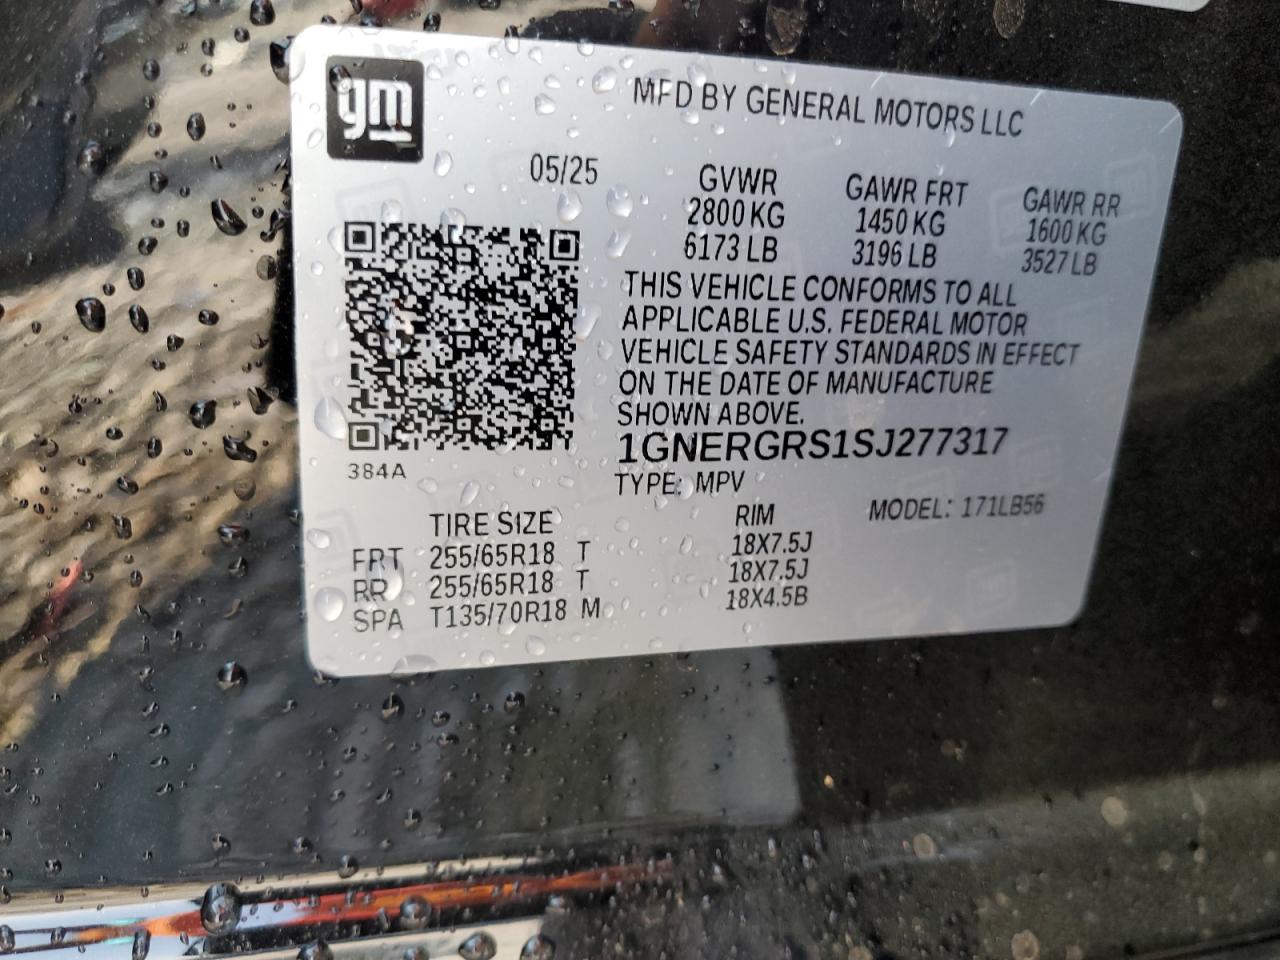 gm
MFD BY GENERAL MOTORS LLC
05/25
GVWR GAWR FRT GAWR RR
2800 KG 1450 KG 1600 KG
6173 LB 3196 LB 3527 LB
THIS VEHICLE CONFORMS TO ALL
APPLICABLE U.S. FEDERAL MOTOR
VEHICLE SAFETY STANDARDS IN EFFECT
ON THE DATE OF MANUFACTURE
SHOWN ABOVE.
1GNERGRS1SJ277317
384A
TYPE: MPV MODEL: 171LB56
TIRE SIZE RIM
FRT 255/65R18 T 18X7.5J
RR 255/65R18 T 18X7.5J
SPA T135/70R18 M 18X4.5B